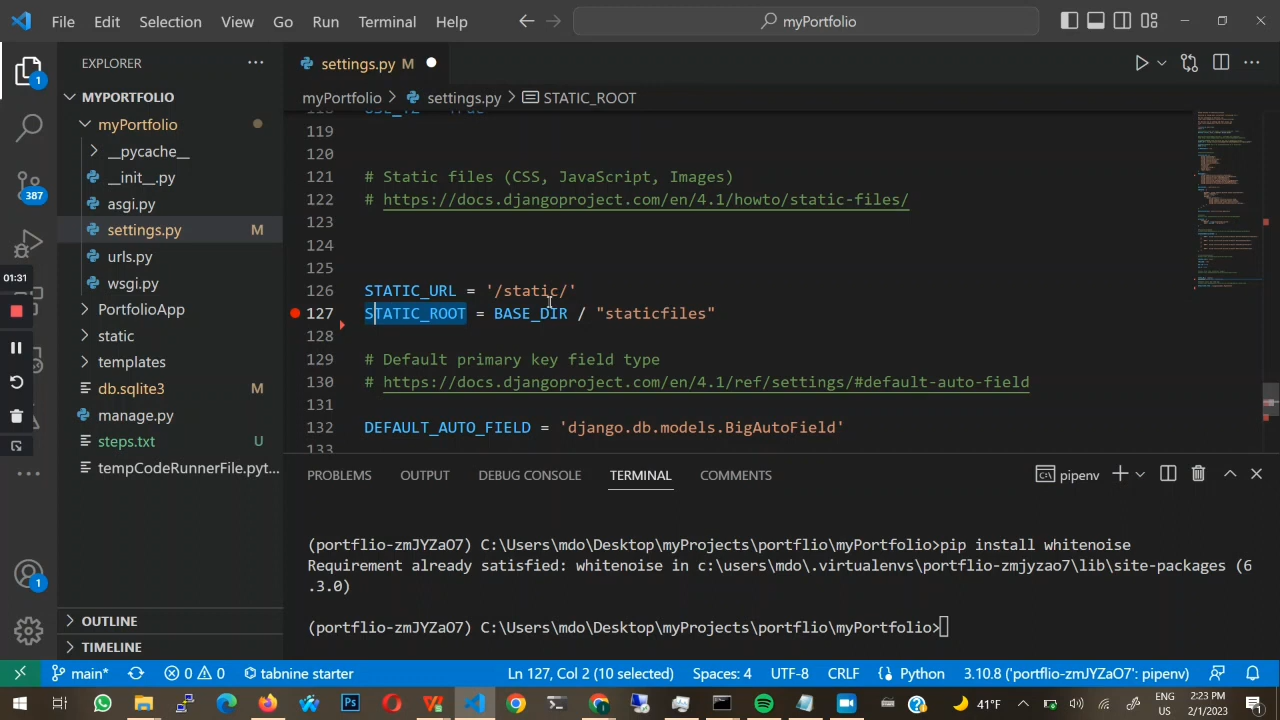 File Edit Selection View Go Run Terminal Help
myPortfolio
EXPLORER
settings.py M
1
MYPORTFOLIO
myPortfolio > settings.py > STATIC_ROOT
myPortfolio
__pycache__
__init__.py
asgi.py
settings.py M
urls.py
wsgi.py
PortfolioApp
static
templates
db.sqlite3 M
manage.py
steps.txt U
tempCodeRunnerFile.pyt...
387
01:31
119
120
121 # Static files (CSS, JavaScript, Images)
122 # https://docs.djangoproject.com/en/4.1/howto/static-files/
123
124
125
126 STATIC_URL = '/static/'
127 STATIC_ROOT = BASE_DIR / "staticfiles"
128
129 # Default primary key field type
130 # https://docs.djangoproject.com/en/4.1/ref/settings/#default-auto-field
131
132 DEFAULT_AUTO_FIELD = 'django.db.models.BigAutoField'
133
PROBLEMS OUTPUT DEBUG CONSOLE TERMINAL COMMENTS
pipenv
(portflio-zmJYZaO7) C:\Users\mdo\Desktop\myProjects\portflio\myPortfolio>pip install whitenoise
Requirement already satisfied: whitenoise in c:\users\mdo\.virtualenvs\portflio-zmjyzao7\lib\site-packages (6
.3.0)
(portflio-zmJYZaO7) C:\Users\mdo\Desktop\myProjects\portflio\myPortfolio>
1
OUTLINE
TIMELINE
main* 0 0 tabnine starter Ln 127, Col 2 (10 selected) Spaces: 4 UTF-8 CRLF Python 3.10.8 ('portflio-zmJYZaO7': pipenv)
41°F ENG 2:23 PM
US 2/1/2023
1